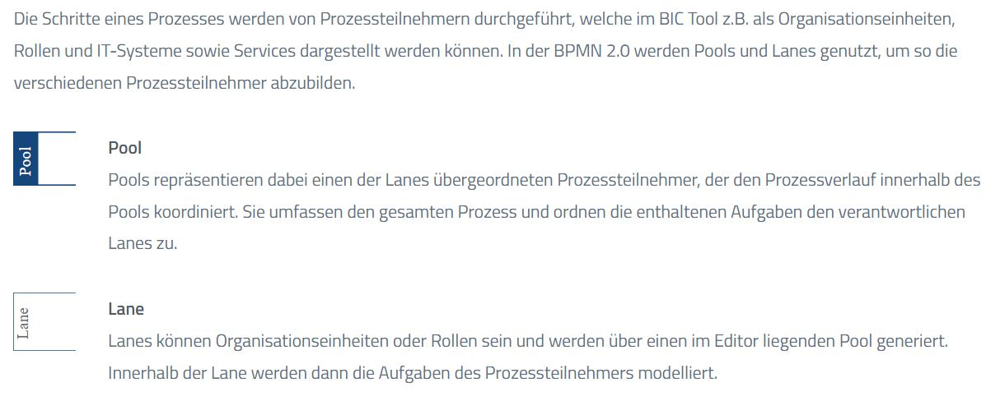 Die Schritte eines Prozesses werden von Prozessteilnehmern durchgeführt, welche im BIC Tool z.B. als Organisationseinheiten,
Rollen und IT-Systeme sowie Services dargestellt werden können. In der BPMN 2.0 werden Pools und Lanes genutzt, um so die
verschiedenen Prozessteilnehmer abzubilden.
Pool
Pool
Pools repräsentieren dabei einen der Lanes übergeordneten Prozessteilnehmer, der den Prozessverlauf innerhalb des
Pools koordiniert. Sie umfassen den gesamten Prozess und ordnen die enthaltenen Aufgaben den verantwortlichen
Lanes zu.
Lane
Lane
Lanes können Organisationseinheiten oder Rollen sein und werden über einen im Editor liegenden Pool generiert.
Innerhalb der Lane werden dann die Aufgaben des Prozessteilnehmers modelliert.